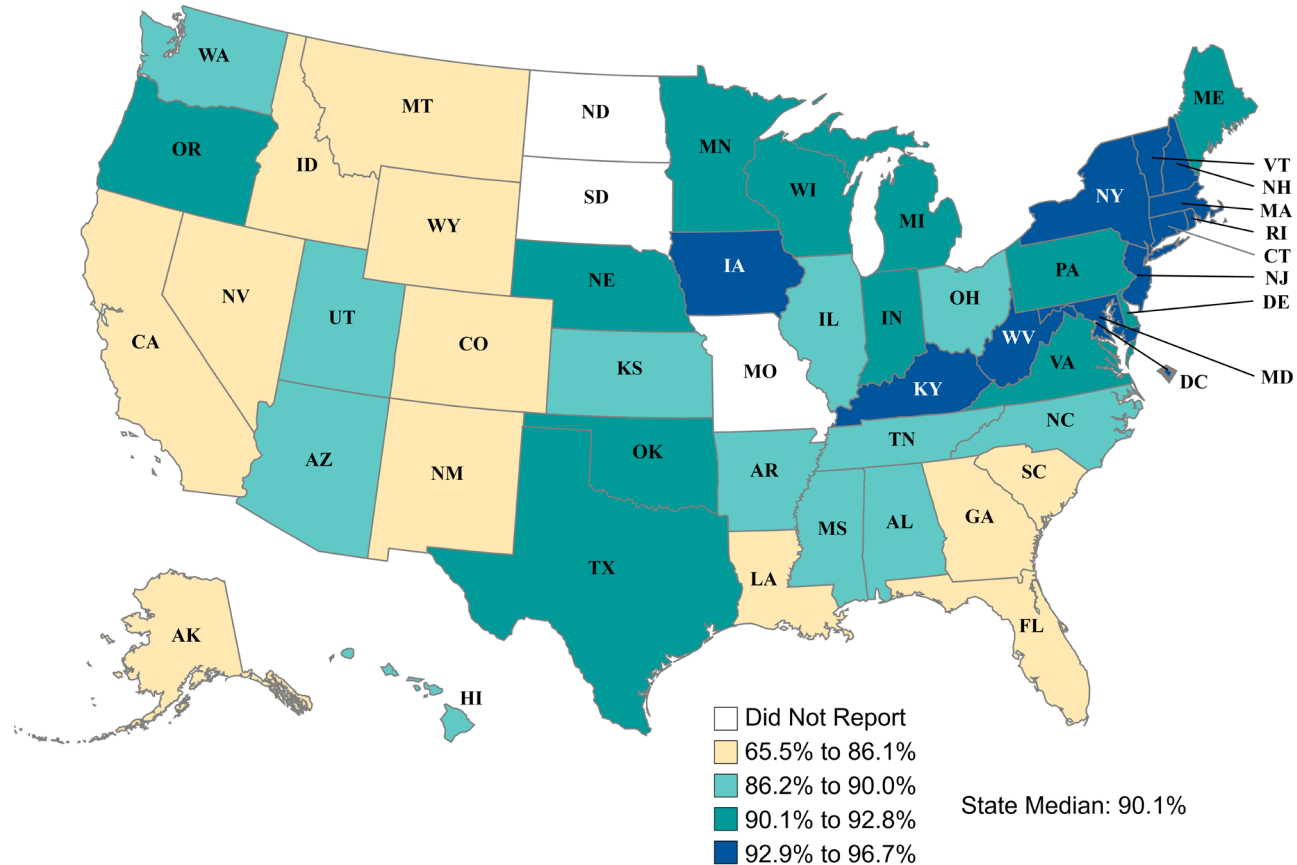 WA
MT
ND
MN
ME
OR
ID
SD
WI
MI
NY
VT
NH
MA
RI
CT
NJ
DE
MD
DC
WY
IA
NE
PA
NV
UT
CO
KS
IL
IN
OH
WV
VA
CA
MO
KY
AZ
NM
OK
AR
TN
NC
SC
MS
AL
GA
TX
LA
FL
AK
HI
Did Not Report
65.5% to 86.1%
86.2% to 90.0%
90.1% to 92.8%
92.9% to 96.7%
State Median: 90.1%